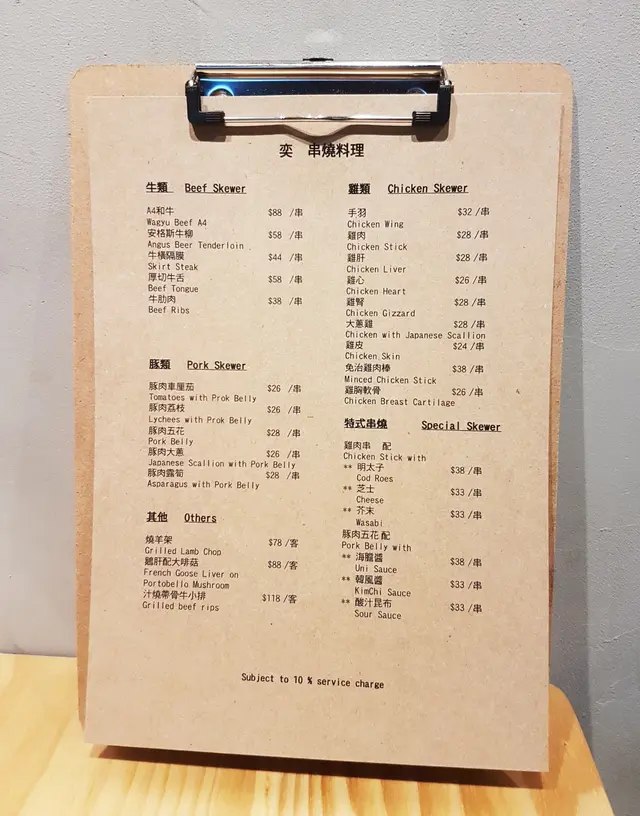 奕 串燒料理
牛類 Beef Skewer
A4和牛 $88 /串
Wagyu Beef A4
安格斯牛柳 $58 /串
Angus Beer Tenderloin
牛橫隔膜 $44 /串
Skirt Steak
厚切牛舌 $58 /串
Beef Tongue
牛肋肉 $38 /串
Beef Ribs
豚類 Pork Skewer
豚肉車厘茄 $26 /串
Tomatoes with Prok Belly
豚肉荔枝 $26 /串
Lychees with Prok Belly
豚肉五花 $28 /串
Pork Belly
豚肉大蔥 $26 /串
Japanese Scallion with Pork Belly
豚肉露筍 $28 /串
Asparagus with Pork Belly
其他 Others
燒羊架 $78 /客
Grilled Lamb Chop
鵝肝配大啡菇 $88 /客
French Goose Liver on
Portobello Mushroom
汁燒帶骨牛小排 $118 /客
Grilled beef rips
雞類 Chicken Skewer
手羽 $32 /串
Chicken Wing
雞肉 $28 /串
Chicken Stick
雞肝 $28 /串
Chicken Liver
雞心 $26 /串
Chicken Heart
雞腎 $28 /串
Chicken Gizzard
大蔥雞 $28 /串
Chicken with Japanese Scallion
雞皮 $24 /串
Chicken Skin
免治雞肉棒 $38 /串
Minced Chicken Stick
雞胸軟骨 $26 /串
Chicken Breast Cartilage
特式串燒 Special Skewer
雞肉串 配
Chicken Stick with
** 明太子 $38 /串
Cod Roes
** 芝士 $33 /串
Cheese
** 芥末 $33 /串
Wasabi
豚肉五花 配
Pork Belly with
** 海膽醬 $38 /串
Uni Sauce
** 韓風醬 $33 /串
KimChi Sauce
** 酸汁昆布 $33 /串
Sour Sauce
Subject to 10 % service charge